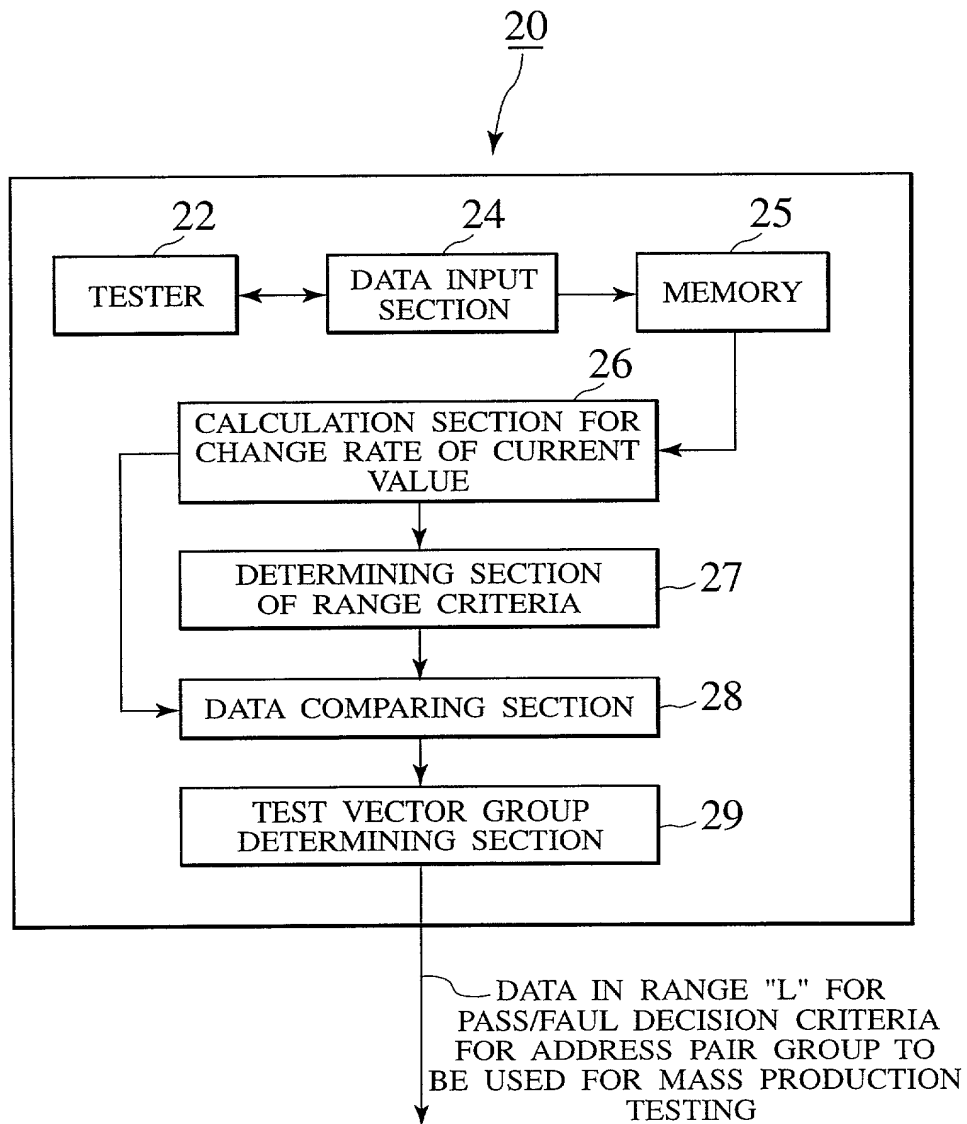 20
22
24
25
TESTER
DATA INPUT
SECTION
MEMORY
26
CALCULATION SECTION FOR
CHANGE RATE OF CURRENT
VALUE
DETERMINING SECTION
OF RANGE CRITERIA
27
DATA COMPARING SECTION
28
TEST VECTOR GROUP
DETERMINING SECTION
29
DATA IN RANGE "L" FOR
PASS/FAUL DECISION CRITERIA
FOR ADDRESS PAIR GROUP TO
BE USED FOR MASS PRODUCTION
TESTING